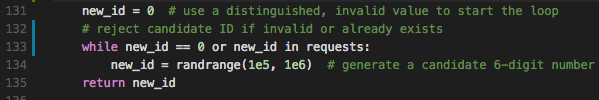 131 new_id = 0 # use a distinguished, invalid value to start the loop
132 # reject candidate ID if invalid or already exists
133 while new_id == 0 or new_id in requests:
134 new_id = randrange(1e5, 1e6) # generate a candidate 6-digit number
135 return new_id